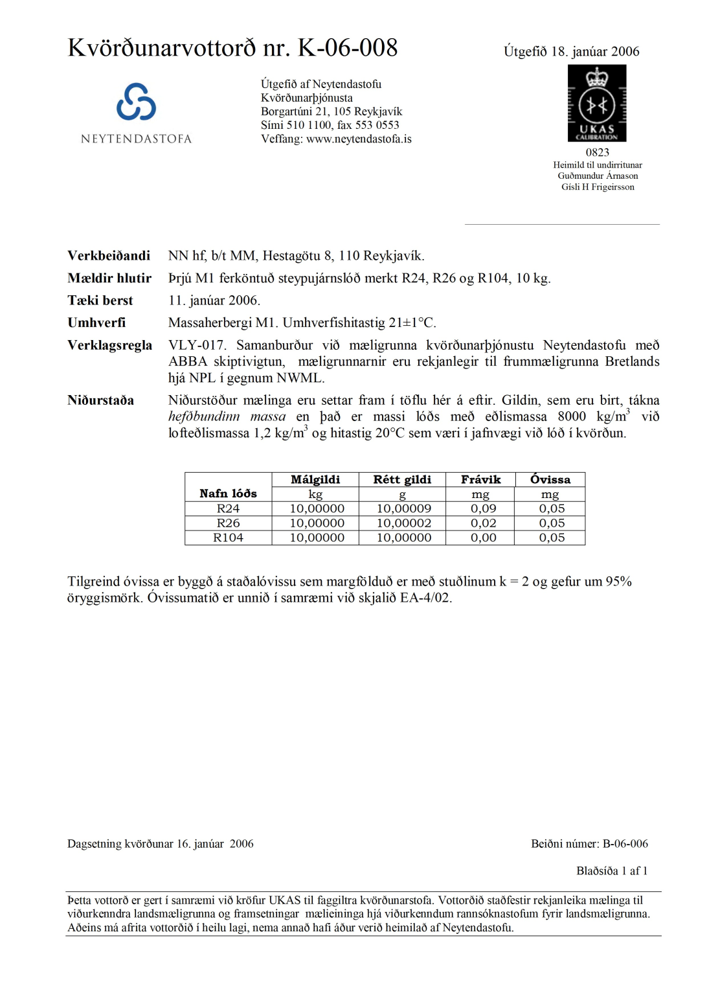 Kvörðunarvottorð nr. K-06-008
Útgefið 18. janúar 2006
NEYTENDASTOFA
Útgefið af Neytendastofu
Kvörðunarþjónusta
Borgartúni 21, 105 Reykjavík
Sími 510 1100, fax 553 0553
Veffang: www.neytendastofa.is
UKAS
CALIBRATION
0823
Heimild til undirritunar
Guðmundur Árnason
Gísli H Frigeirsson
Verkbeiðandi NN hf, b/t MM, Hestagötu 8, 110 Reykjavík.
Mældir hlutir Þrjú M1 ferköntuð steypujárnslóð merkt R24, R26 og R104, 10 kg.
Tæki berst 11. janúar 2006.
Umhverfi Massaherbergi M1. Umhverfishitastig 21±1°C.
Verklagsregla VLY-017. Samanburður við mæligrunna kvörðunarþjónustu Neytendastofu með
ABBA skiptivigtun, mæligrunnarnir eru rekjanlegir til frummæligrunna Bretlands
hjá NPL í gegnum NWML.
Niðurstaða Niðurstöður mælinga eru settar fram í töflu hér á eftir. Gildin, sem eru birt, tákna
hefðbundinn massa en það er massi lóðs með eðlismassa 8000 kg/m³ við
lofteðlismassa 1,2 kg/m³ og hitastig 20°C sem væri í jafnvægi við lóð í kvörðun.
Málgildi Rétt gildi Frávik Óvissa
Nafn lóðs kg g mg mg
R24 10,00000 10,00009 0,09 0,05
R26 10,00000 10,00002 0,02 0,05
R104 10,00000 10,00000 0,00 0,05
Tilgreind óvissa er byggð á staðalóvissu sem margfölduð er með stuðlinum k = 2 og gefur um 95%
öryggismörk. Óvissumatið er unnið í samræmi við skjalið EA-4/02.
Dagsetning kvörðunar 16. janúar 2006
Beiðni númer: B-06-006
Blaðsíða 1 af 1
Þetta vottorð er gert í samræmi við kröfur UKAS til faggiltra kvörðunarstofa. Vottorðið staðfestir rekjanleika mælinga til
viðurkenndra landsmæligrunna og framsetningar mælieininga hjá viðurkenndum rannsóknastofum fyrir landsmæligrunna.
Aðeins má afrita vottorðið í heilu lagi, nema annað hafi áður verið heimilað af Neytendastofu.